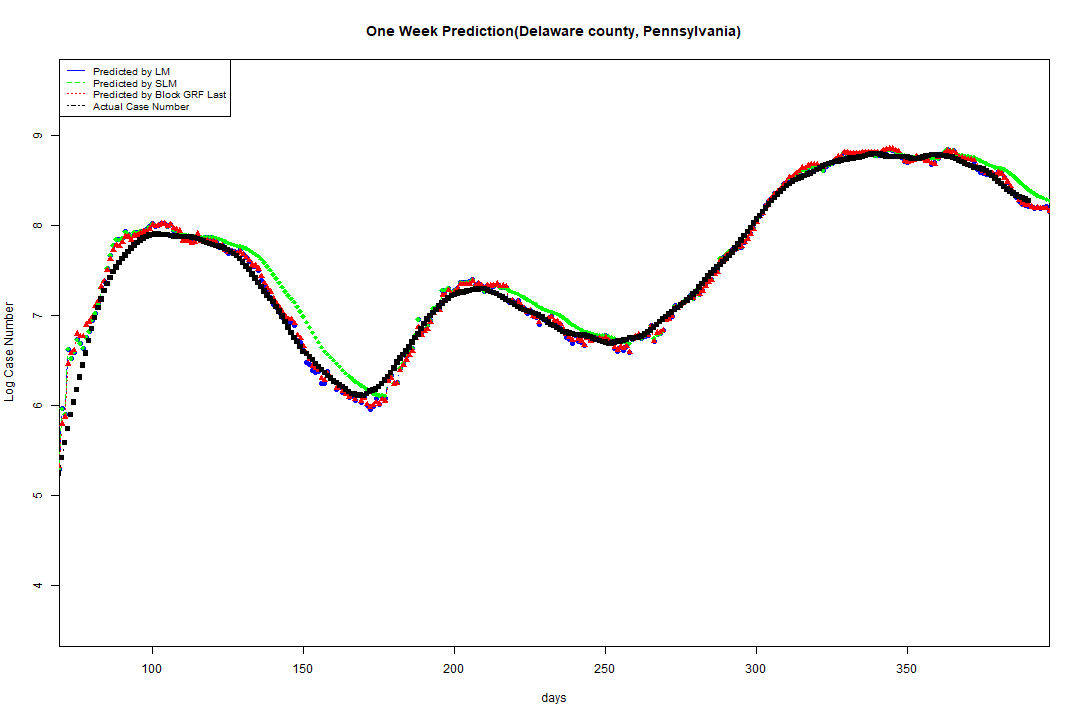 One Week Prediction(Delaware county, Pennsylvania)
Predicted by LM
Predicted by SLM
Predicted by Block GRF Last
Actual Case Number
9
8
7
6
5
4
Log Case Number
100 150 200 250 300 350
days